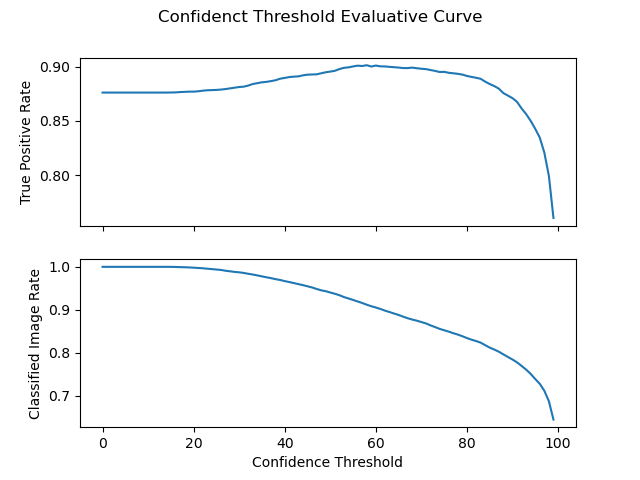 Confidenct Threshold Evaluative Curve
0.90
0.85
0.80
True Positive Rate
1.0
0.9
0.8
0.7
Classified Image Rate
0 20 40 60 80 100
Confidence Threshold